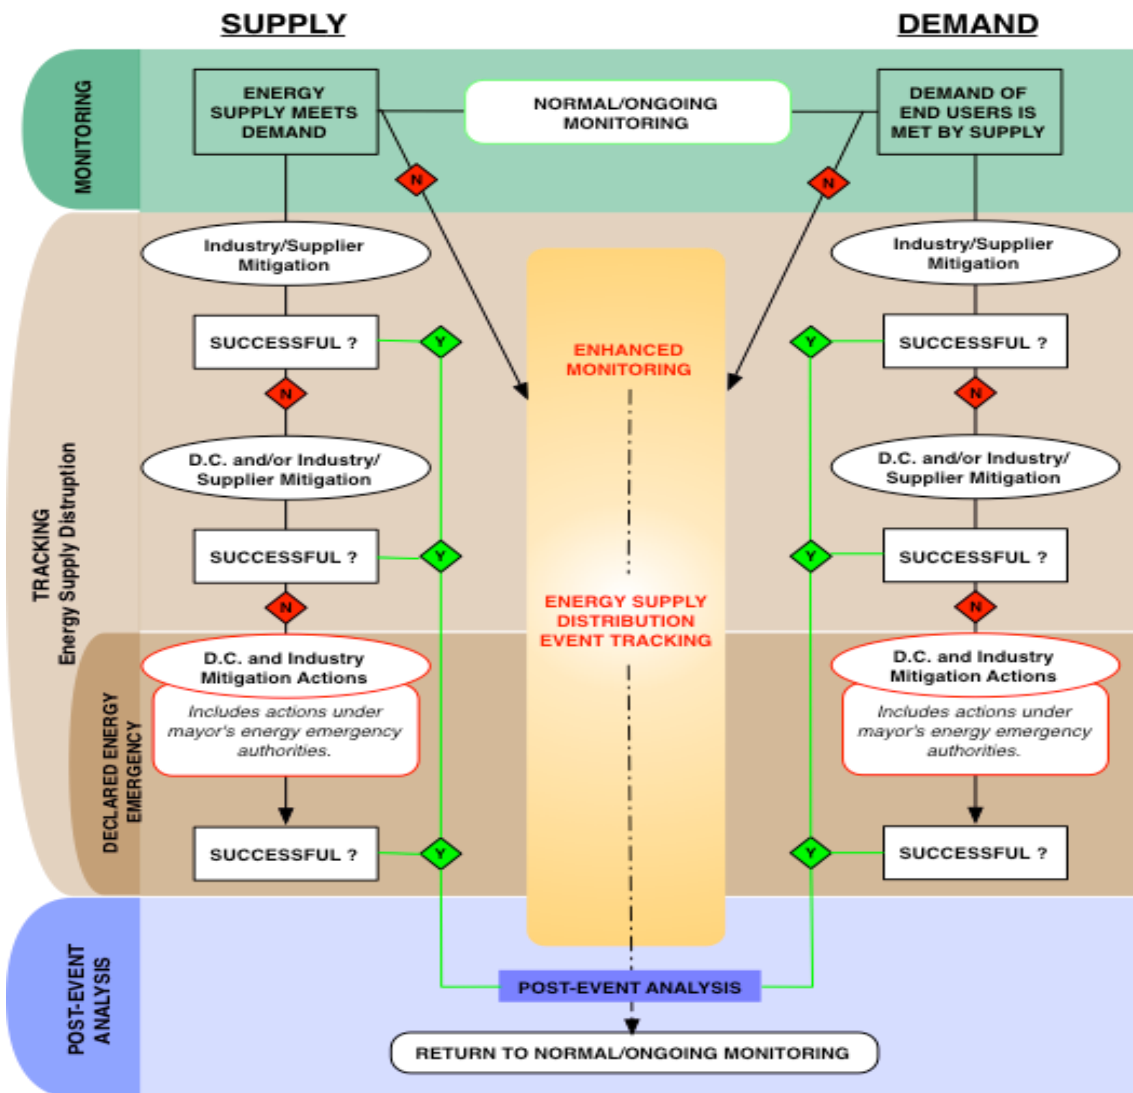 SUPPLY
DEMAND
MONITORING
ENERGY
SUPPLY MEETS
DEMAND
NORMAL/ONGOING
MONITORING
DEMAND OF
END USERS IS
MET BY SUPPLY
N
N
TRACKING
Energy Supply Distruption
Industry/Supplier
Mitigation
Industry/Supplier
Mitigation
SUCCESSFUL ?
Y
ENHANCED
MONITORING
Y
SUCCESSFUL ?
N
N
D.C. and/or Industry/
Supplier Mitigation
D.C. and/or Industry/
Supplier Mitigation
SUCCESSFUL ?
Y
Y
SUCCESSFUL ?
N
ENERGY SUPPLY
DISTRIBUTION
EVENT TRACKING
N
DECLARED ENERGY
EMERGENCY
D.C. and Industry
Mitigation Actions
Includes actions under
mayor's energy emergency
authorities.
D.C. and Industry
Mitigation Actions
Includes actions under
mayor's energy emergency
authorities.
SUCCESSFUL ?
Y
Y
SUCCESSFUL ?
POST-EVENT
ANALYSIS
POST-EVENT ANALYSIS
RETURN TO NORMAL/ONGOING MONITORING